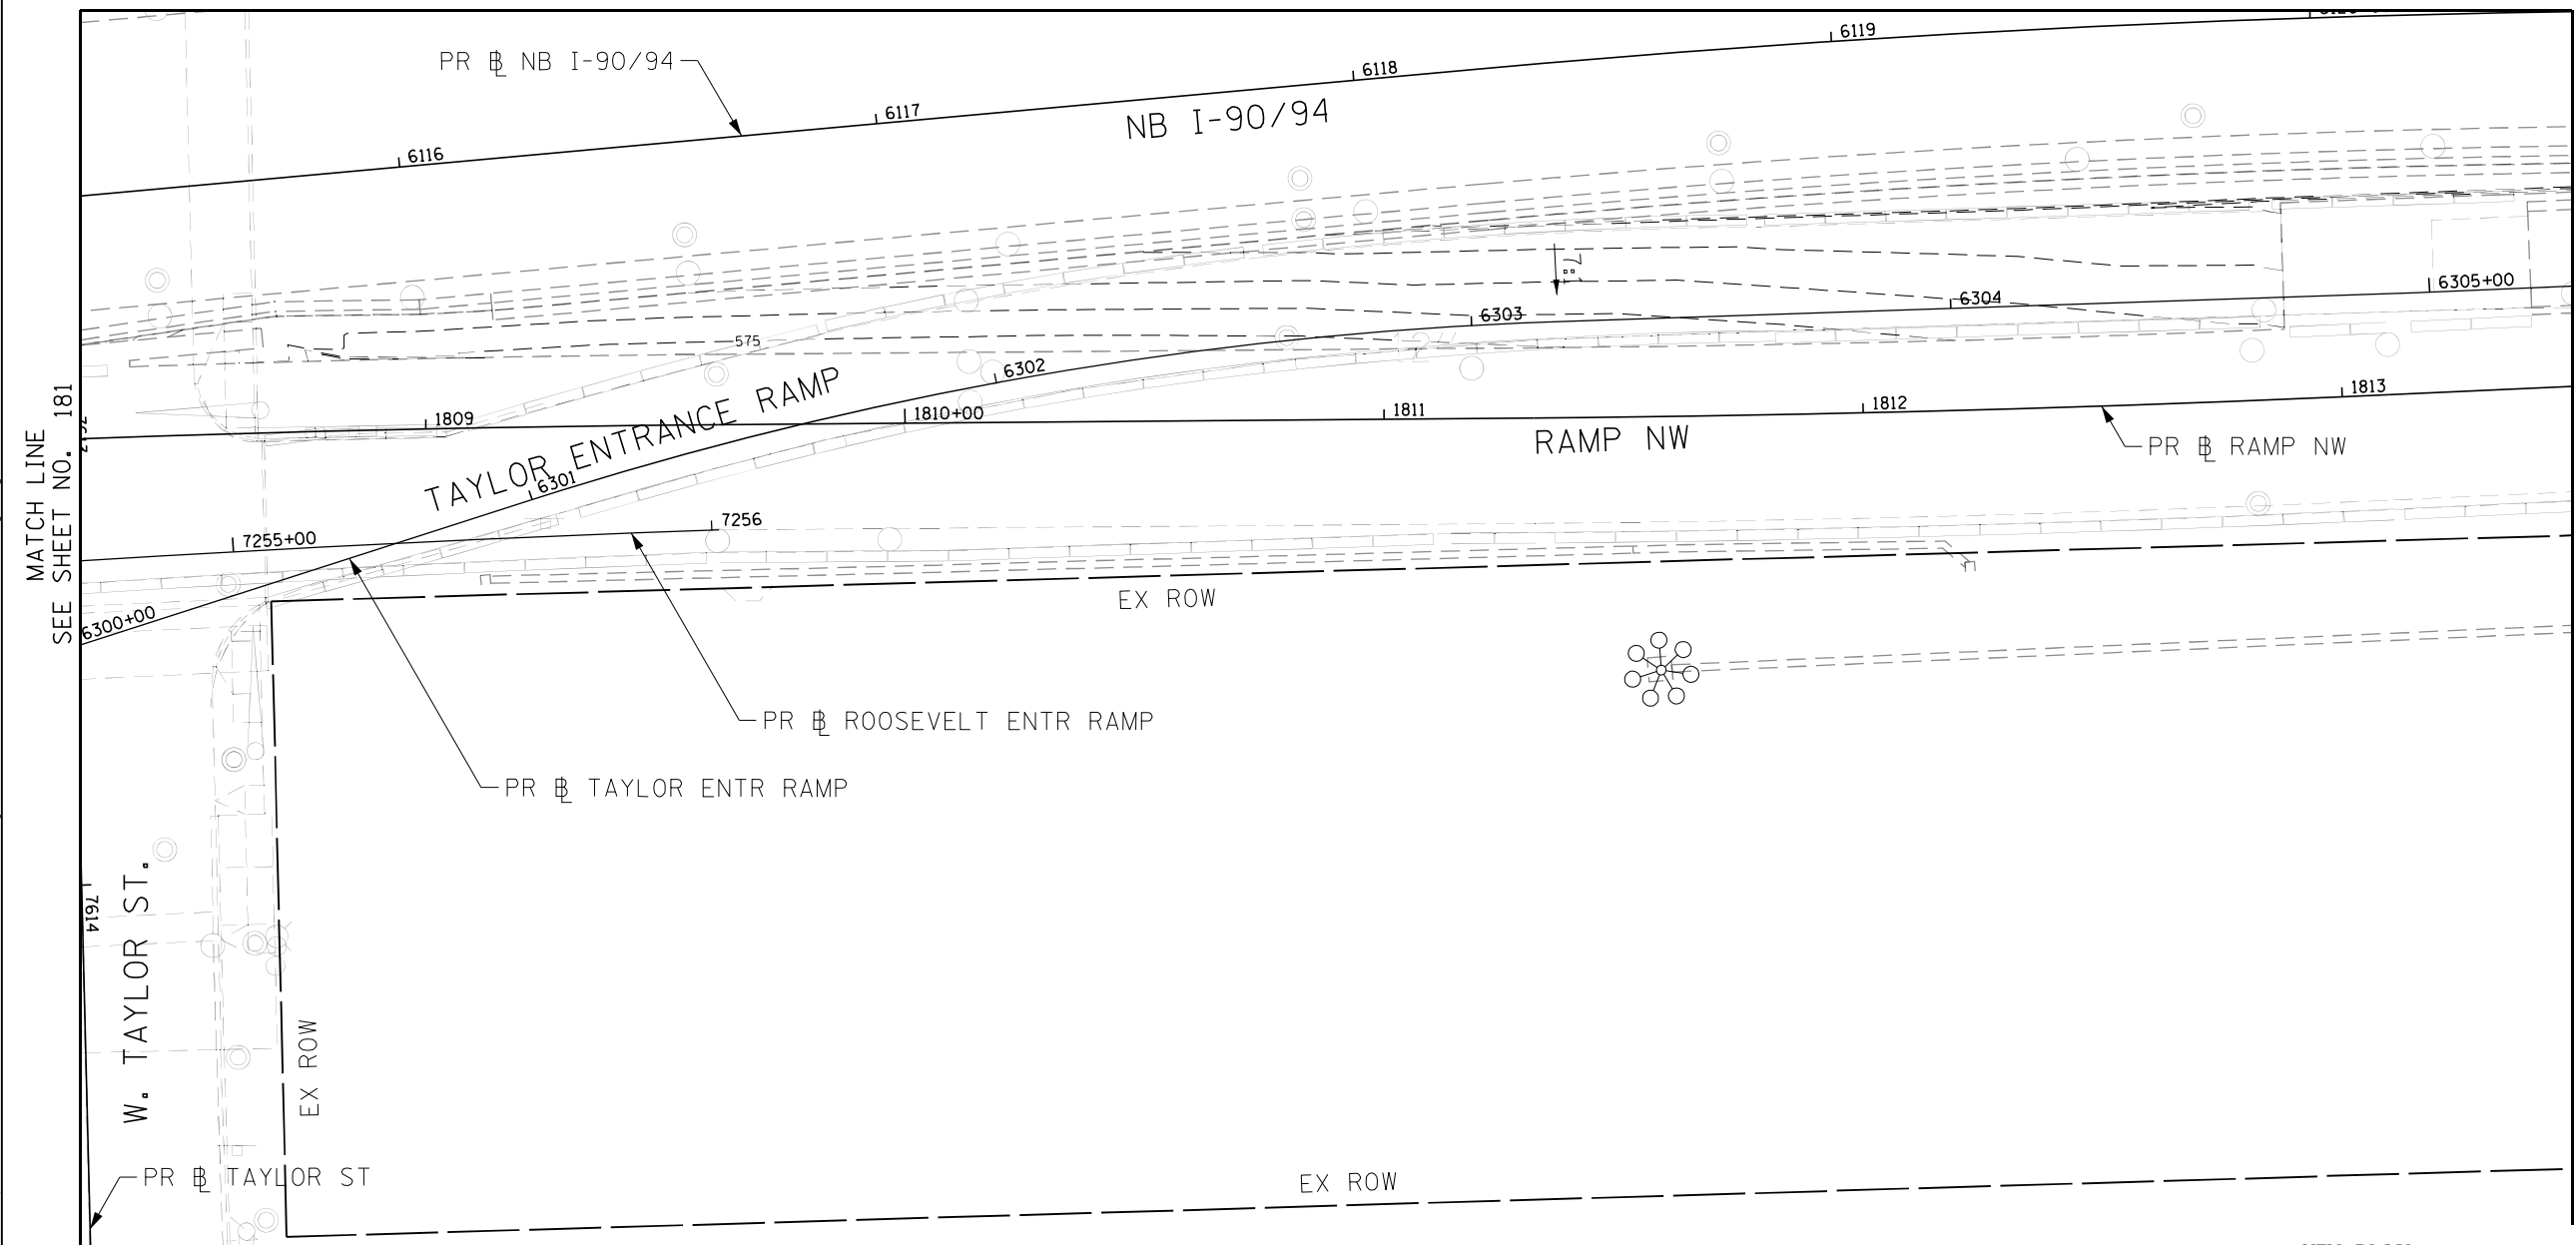 PR ⅊ NB I-90/94
6116
6117
6118
6119
NB I-90/94
575
7:1
6305+00
6304
6303
6302
6301
6300+00
TAYLOR ENTRANCE RAMP
1809
1810+00
1811
1812
1813
RAMP NW
PR ⅊ RAMP NW
MATCH LINE
SEE SHEET NO. 181
7255+00
7256
EX ROW
PR ⅊ ROOSEVELT ENTR RAMP
PR ⅊ TAYLOR ENTR RAMP
7614
W. TAYLOR ST.
EX ROW
PR ⅊ TAYLOR ST
EX ROW